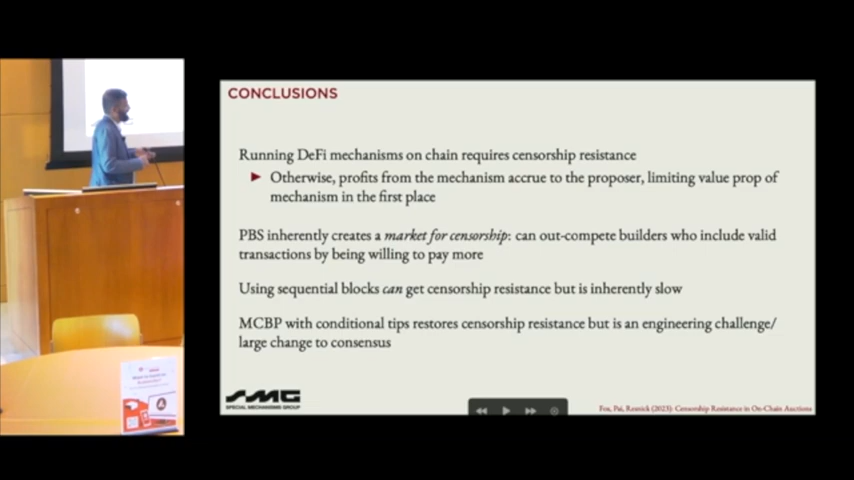 CONCLUSIONS
Running DeFi mechanisms on chain requires censorship resistance
Otherwise, profits from the mechanism accrue to the proposer, limiting value prop of
mechanism in the first place
PBS inherently creates a market for censorship: can out-compete builders who include valid
transactions by being willing to pay more
Using sequential blocks can get censorship resistance but is inherently slow
MCBP with conditional tips restores censorship resistance but is an engineering challenge/
large change to consensus
SMG
SPECIAL MECHANISMS GROUP
Fox, Pai, Resnick (2023): Censorship Resistance in On-Chain Auctions